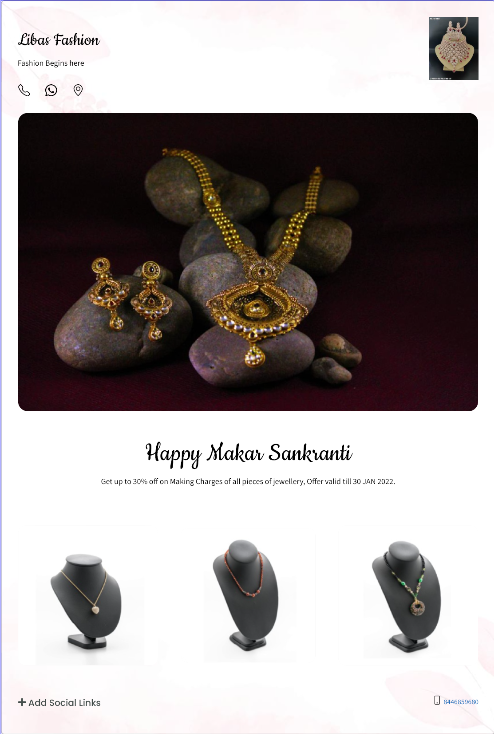 Libas Fashion
Fashion Begins here
Happy Makar Sankranti
Get up to 30% off on Making Charges of all pieces of jewellery, Offer valid till 30 JAN 2022.
Add Social Links
8446859680